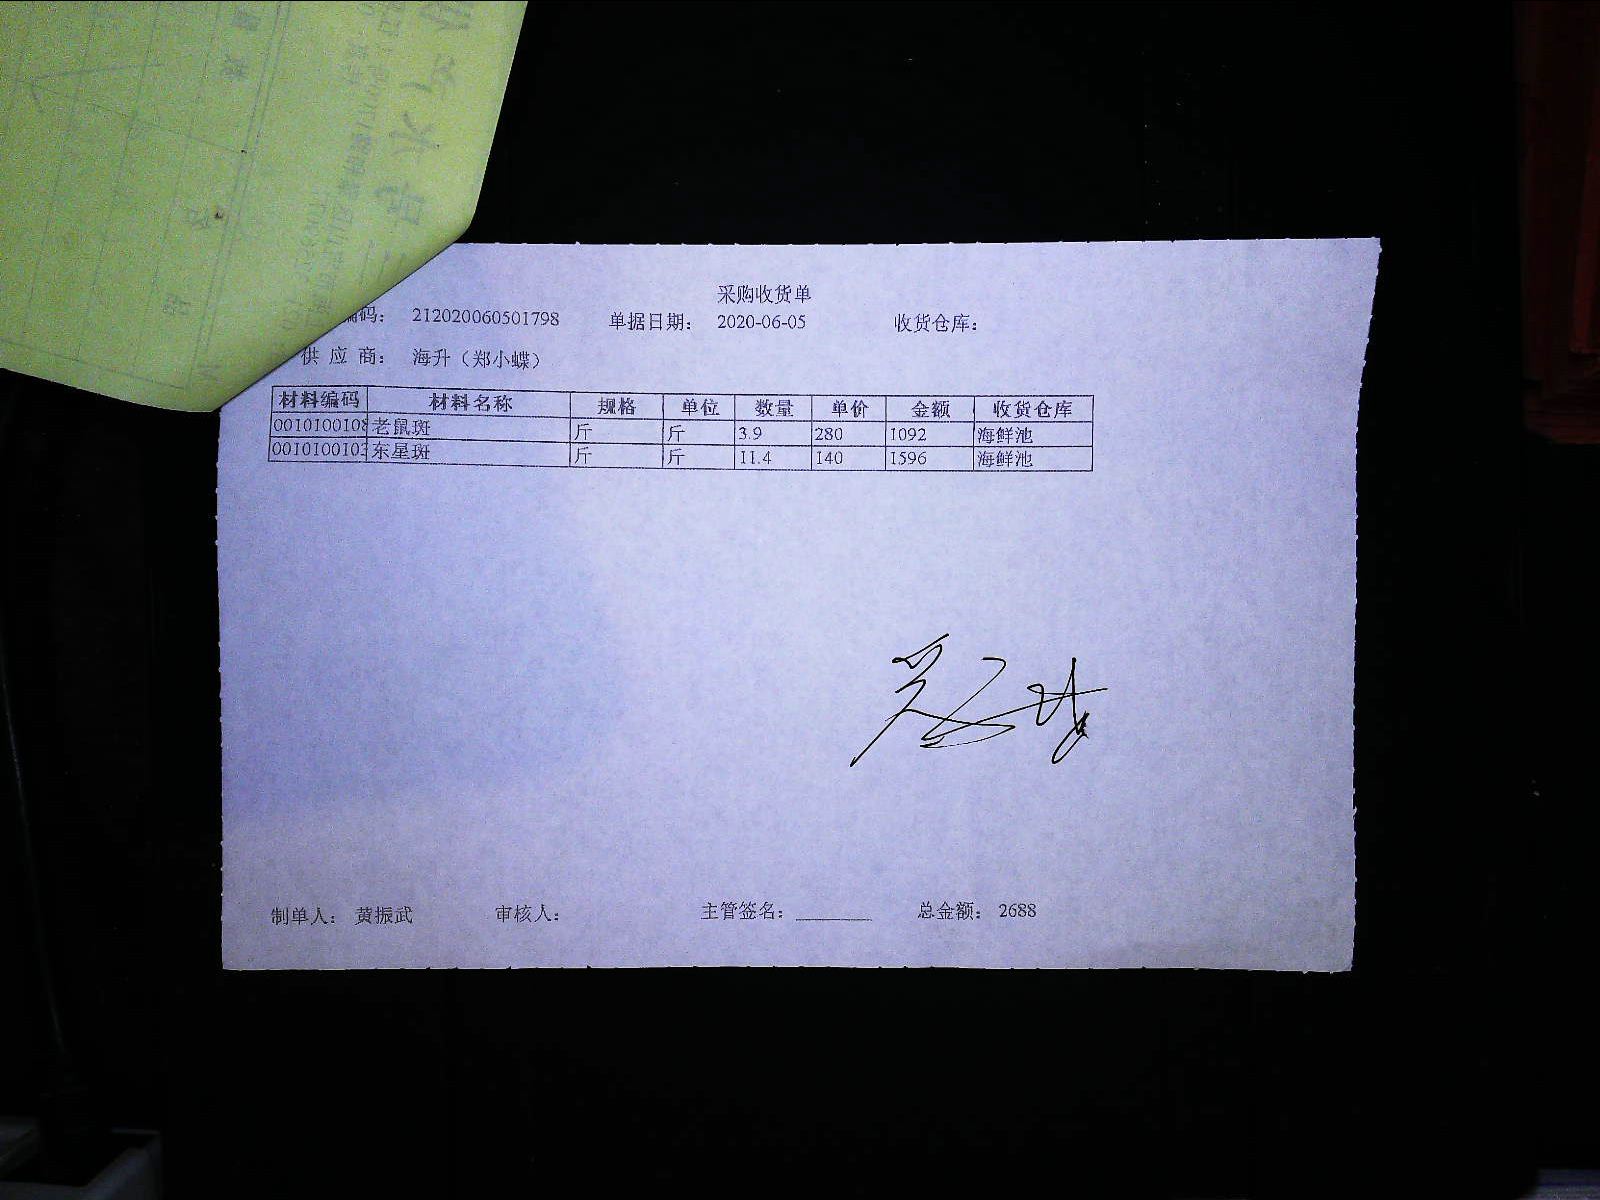 采购收货单
编码： 212020060501798 单据日期： 2020-06-05 收货仓库：
供 应 商： 海升（郑小蝶）
材料编码 材料名称 规格 单位 数量 单价 金额 收货仓库
0010100108 老鼠斑 斤 斤 3.9 280 1092 海鲜池
001010010 东星斑 斤 斤 11.4 140 1596 海鲜池
制单人： 黄振武 审核人： 主管签名： 总金额： 2688